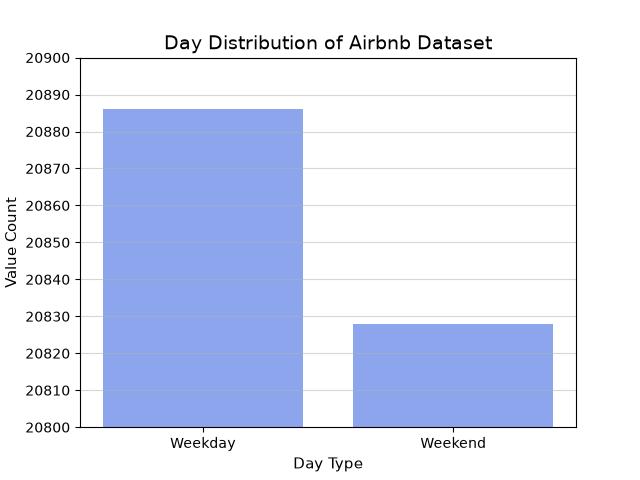 Day Distribution of Airbnb Dataset
20900
20890
20880
20870
20860
20850
20840
20830
20820
20810
20800
Value Count
Weekday Weekend
Day Type